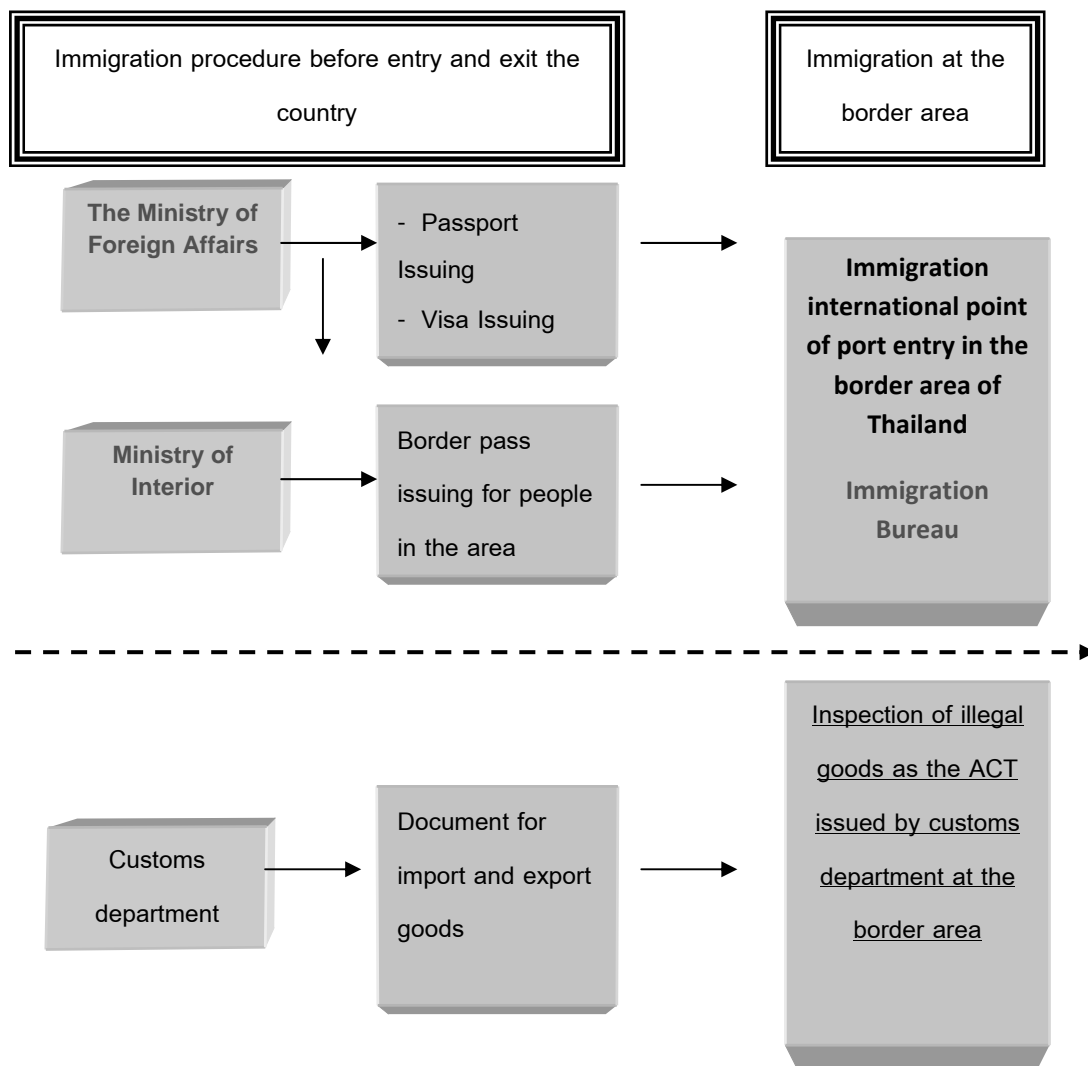 Immigration procedure before entry and exit the
country
Immigration at the
border area
The Ministry of
Foreign Affairs
- Passport
Issuing
- Visa Issuing
Immigration
international point
of port entry in the
border area of
Thailand
Immigration
Bureau
Ministry of
Interior
Border pass
issuing for people
in the area
Customs
department
Document for
import and export
goods
Inspection of illegal
goods as the ACT
issued by customs
department at the
border area